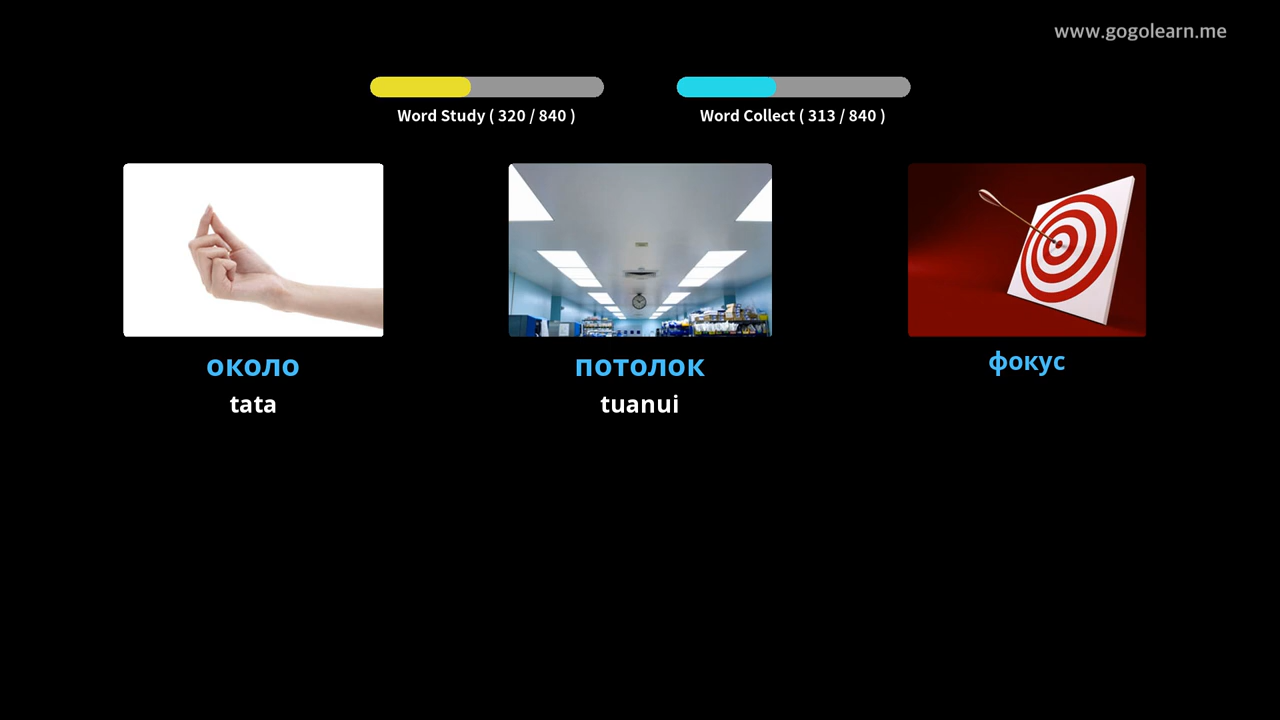 www.gogolearn.me
Word Study ( 320 / 840 )
Word Collect ( 313 / 840 )
около
tata
потолок
tuanui
фокус